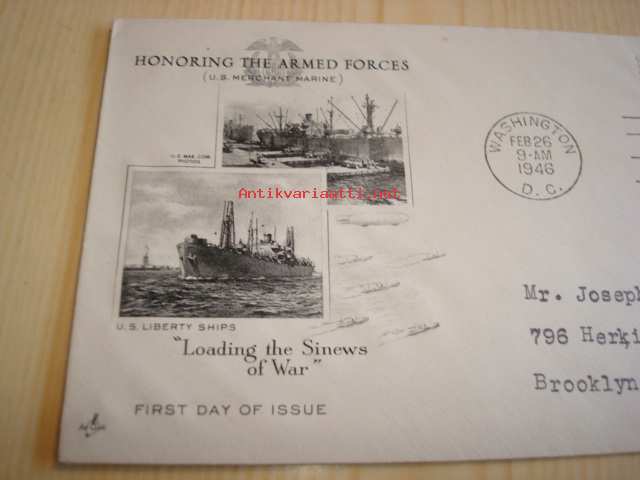 HONORING THE ARMED FORCES
(U.S. MERCHANT MARINE)
U.S. MAR. COM.
PHOTOS
Antikvariaatti.net
WASHINGTON
FEB 26
9-AM
1946
D.C.
U.S. LIBERTY SHIPS
"Loading the Sinews
of War"
FIRST DAY OF ISSUE
Mr. Joseph
796 Herki
Brooklyn